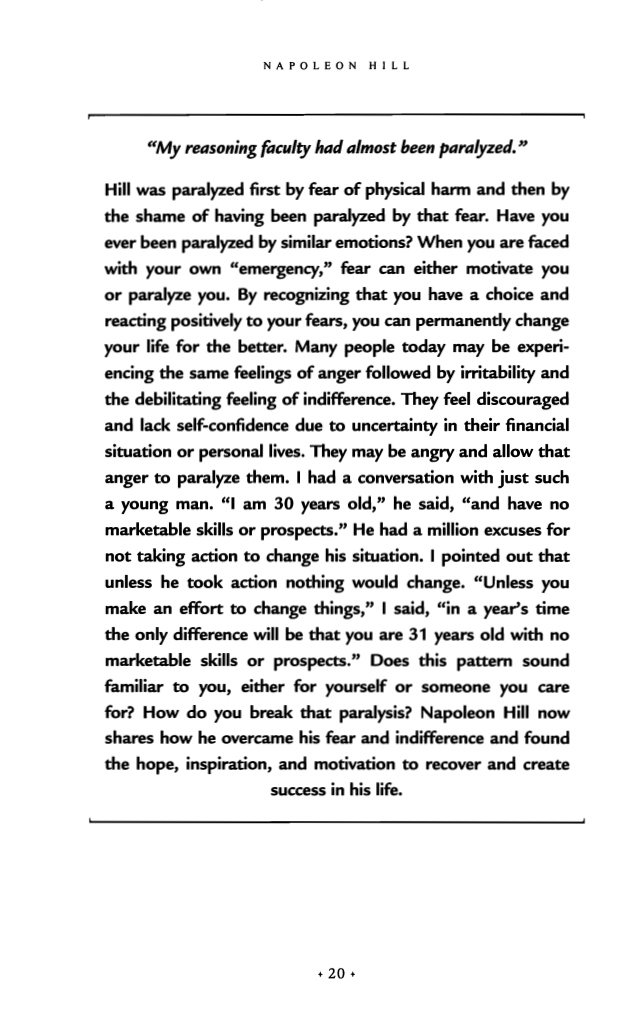 NAPOLEON HILL
“My reasoning faculty had almost been paralyzed.”
Hill was paralyzed first by fear of physical harm and then by
the shame of having been paralyzed by that fear. Have you
ever been paralyzed by similar emotions? When you are faced
with your own “emergency,” fear can either motivate you
or paralyze you. By recognizing that you have a choice and
reacting positively to your fears, you can permanently change
your life for the better. Many people today may be experi-
encing the same feelings of anger followed by irritability and
the debilitating feeling of indifference. They feel discouraged
and lack self-confidence due to uncertainty in their financial
situation or personal lives. They may be angry and allow that
anger to paralyze them. I had a conversation with just such
a young man. “I am 30 years old,” he said, “and have no
marketable skills or prospects.” He had a million excuses for
not taking action to change his situation. I pointed out that
unless he took action nothing would change. “Unless you
make an effort to change things,” I said, “in a year’s time
the only difference will be that you are 31 years old with no
marketable skills or prospects.” Does this pattern sound
familiar to you, either for yourself or someone you care
for? How do you break that paralysis? Napoleon Hill now
shares how he overcame his fear and indifference and found
the hope, inspiration, and motivation to recover and create
success in his life.
+ 20 +